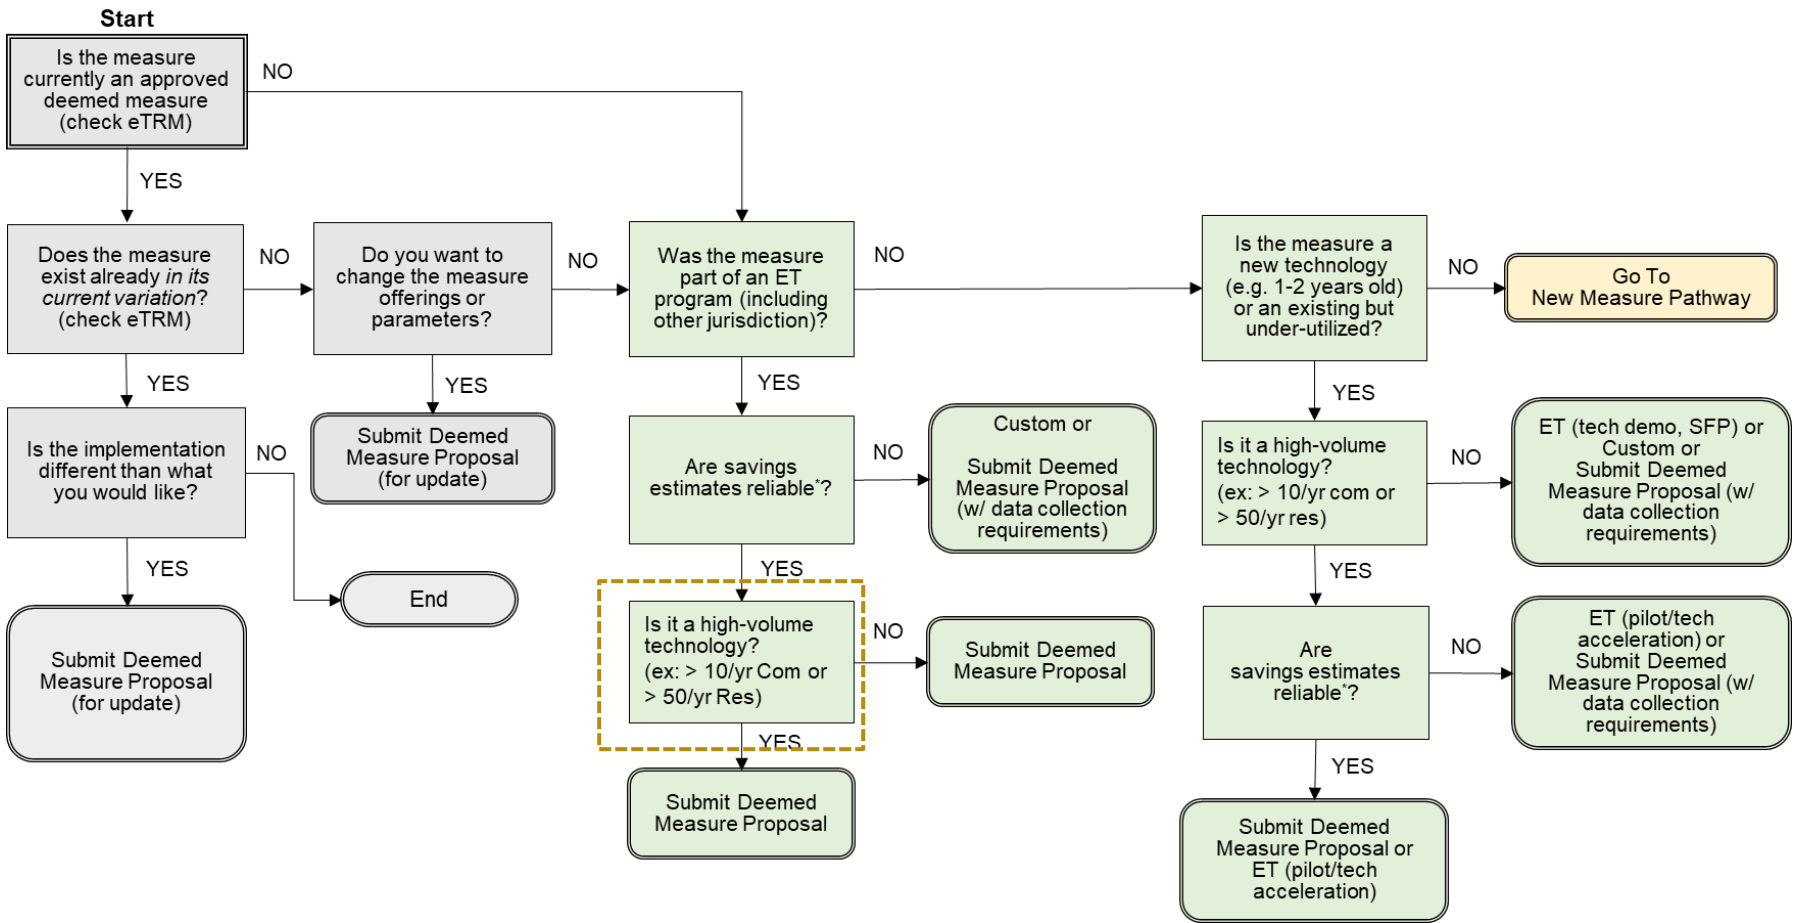 Start
Is the measure
currently an approved
deemed measure
(check eTRM)
NO
YES
Does the measure
exist already in its
current variation?
(check eTRM)
NO
Do you want to
change the measure
offerings or
parameters?
NO
Was the measure
part of an ET
program (including
other jurisdiction)?
NO
Is the measure a
new technology
(e.g. 1-2 years old)
or an existing but
under-utilized?
NO
Go To
New Measure Pathway
YES
YES
YES
YES
Is the implementation
different than what
you would like?
NO
Submit Deemed
Measure Proposal
(for update)
Are savings
estimates reliable*?
NO
Custom or
Submit Deemed
Measure Proposal
(w/ data collection
requirements)
Is it a high-volume
technology?
(ex: > 10/yr com or
> 50/yr res)
NO
ET (tech demo, SFP) or
Custom or
Submit Deemed
Measure Proposal (w/
data collection
requirements)
YES
End
YES
YES
Submit Deemed
Measure Proposal
(for update)
Is it a high-volume
technology?
(ex: > 10/yr Com or
> 50/yr Res)
NO
Submit Deemed
Measure Proposal
Are
savings estimates
reliable*?
NO
ET (pilot/tech
acceleration) or
Submit Deemed
Measure Proposal (w/
data collection
requirements)
YES
YES
Submit Deemed
Measure Proposal
Submit Deemed
Measure Proposal or
ET (pilot/tech
acceleration)